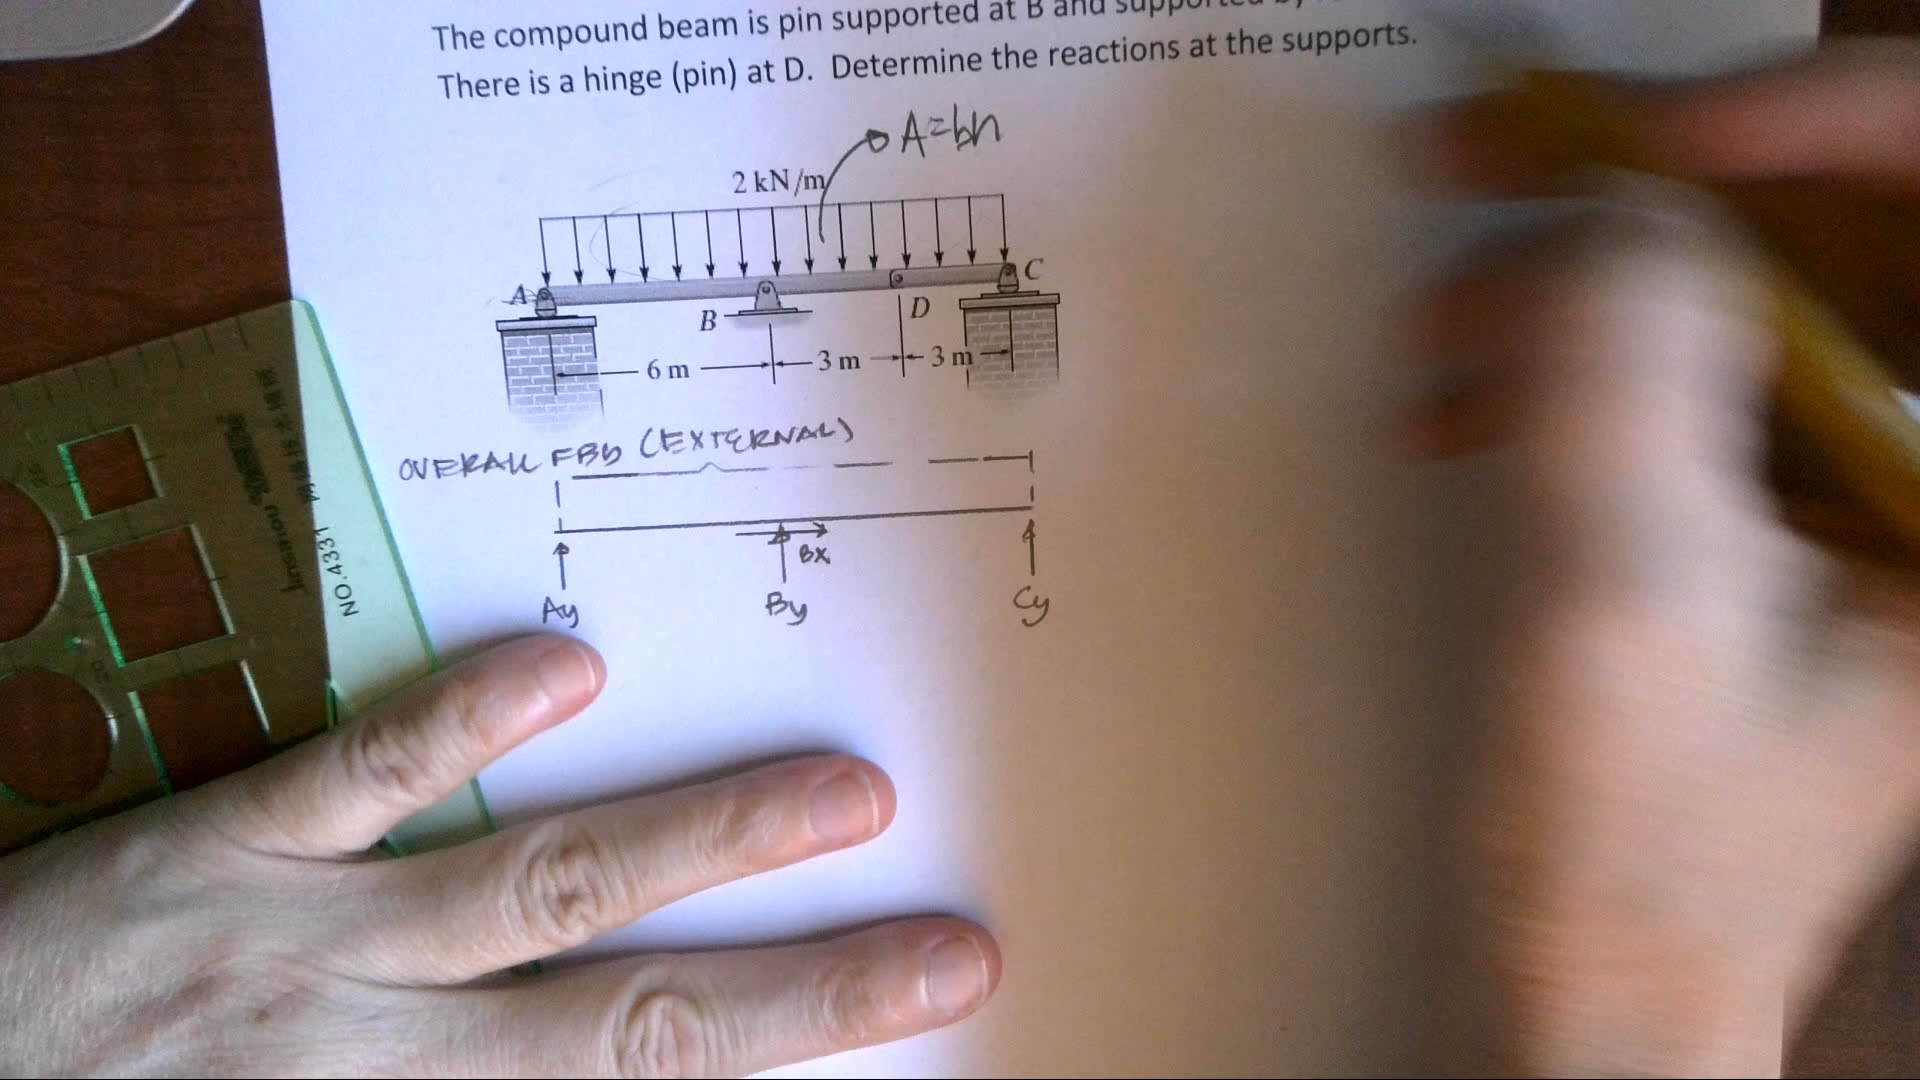 The compound beam is pin supported at B and supported
There is a hinge (pin) at D. Determine the reactions at the supports.
A=bh
2 kN/m
A
C
B
D
6 m
3 m
3 m
OVERALL FBD (EXTERNAL)
Bx
Ay
By
Cy
NO.4331